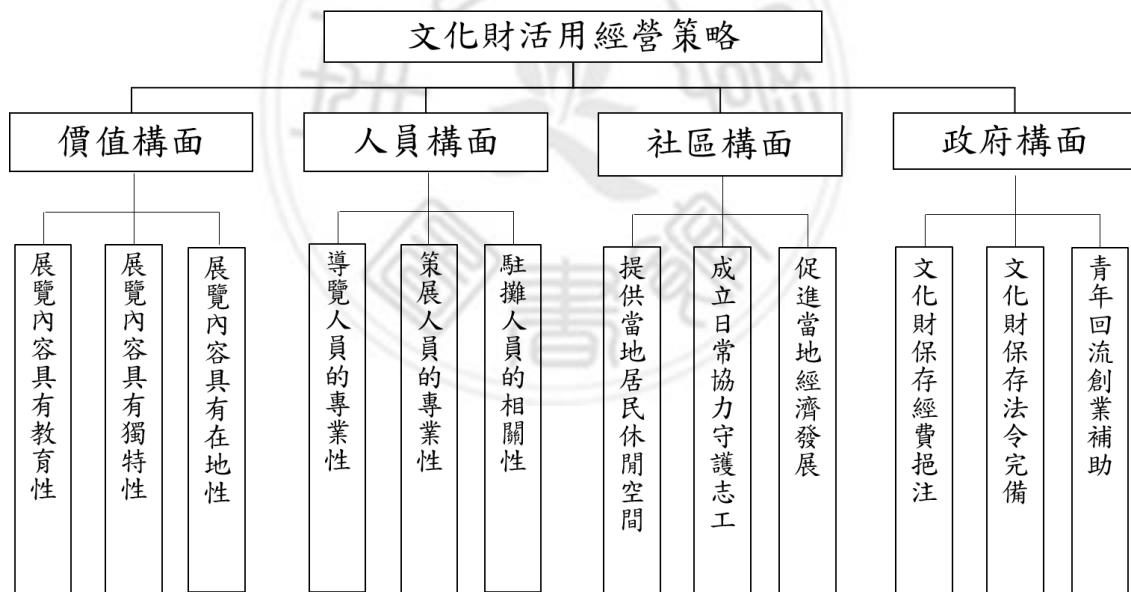 文化財活用經營策略
價值構面
人員構面
社區構面
政府構面
展覽內容具有教育性
展覽內容具有獨特性
展覽內容具有在地性
導覽人員的專業性
策展人員的專業性
駐攤人員的相關性
提供當地居民休閒空間
成立日常協力守護志工
促進當地經濟發展
文化財保存經費挹注
文化財保存法令完備
青年回流創業補助